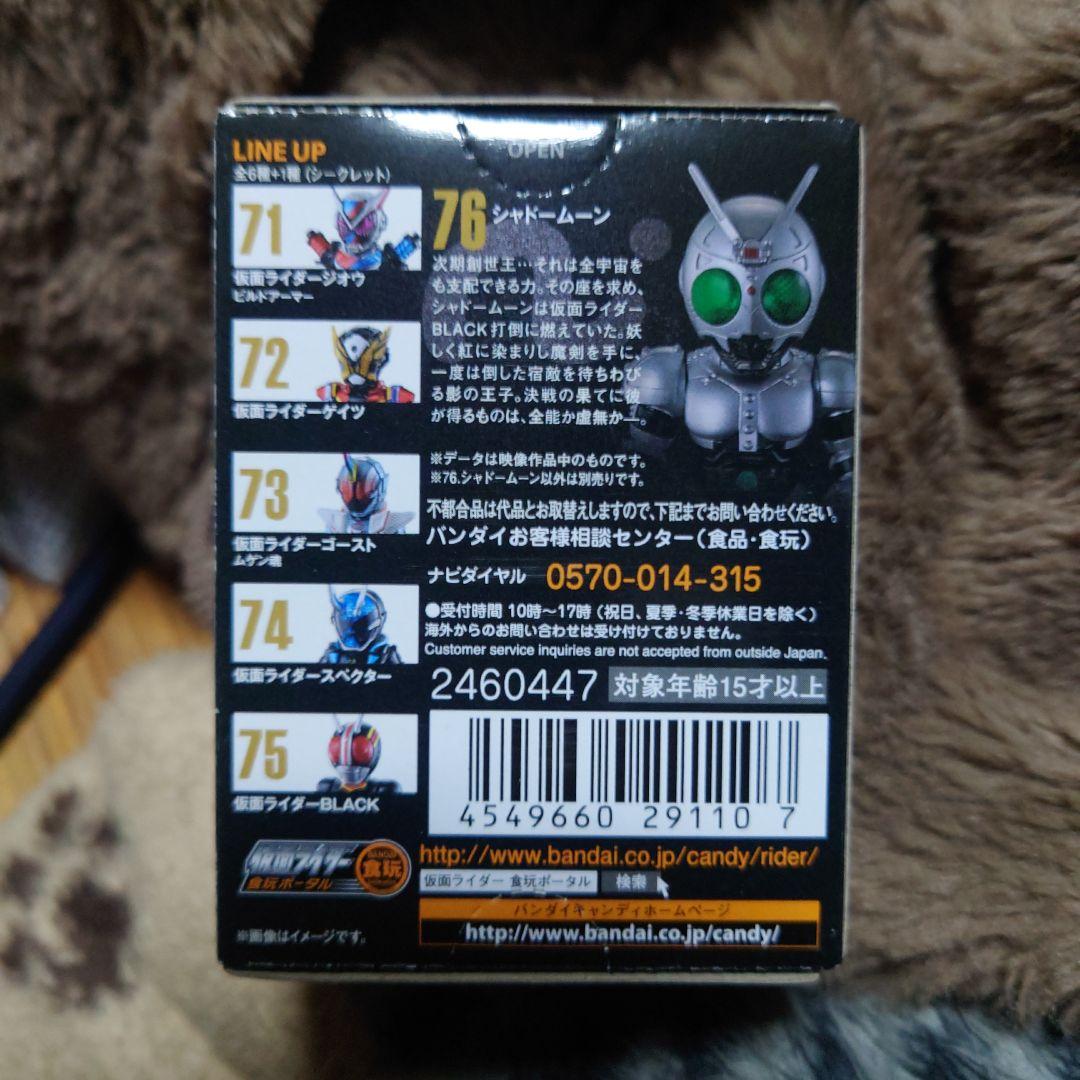 OPEN
LINE UP
全6種+1種(シークレット)
71
仮面ライダージオウ
ビルドアーマー
72
仮面ライダーゲイツ
73
仮面ライダーゴースト
ムゲン魂
74
仮面ライダースペクター
75
仮面ライダーBLACK
76 シャドームーン
次期創世王…それは全宇宙を
も支配できる力。その座を求め、
シャドームーンは仮面ライダー
BLACK打倒に燃えていた。妖
しく紅に染まりし魔剣を手に、
一度は倒した宿敵を待ちわび
る影の王子。決戦の果てに彼
が得るものは、全能か虚無か―。
※データは映像作品中のものです。
※76.シャドームーン以外は別売りです。
不部合品は代品とお取替えしますので、下記までお問い合わせください。
バンダイお客様相談センター(食品・食玩)
ナビダイヤル 0570-014-315
●受付時間 10時～17時(祝日、夏季・冬季休業日を除く)
海外からのお問い合わせは受け付けておりません。
Customer service inquiries are not accepted from outside Japan.
2460447 対象年齢15才以上
4549660 29110 7
仮面ライダー
食玩ポータル
BANDAI
食玩
http://www.bandai.co.jp/candy/rider/
仮面ライダー 食玩ポータル 検索
バンダイキャンディホームページ
http://www.bandai.co.jp/candy/
※画像はイメージです。